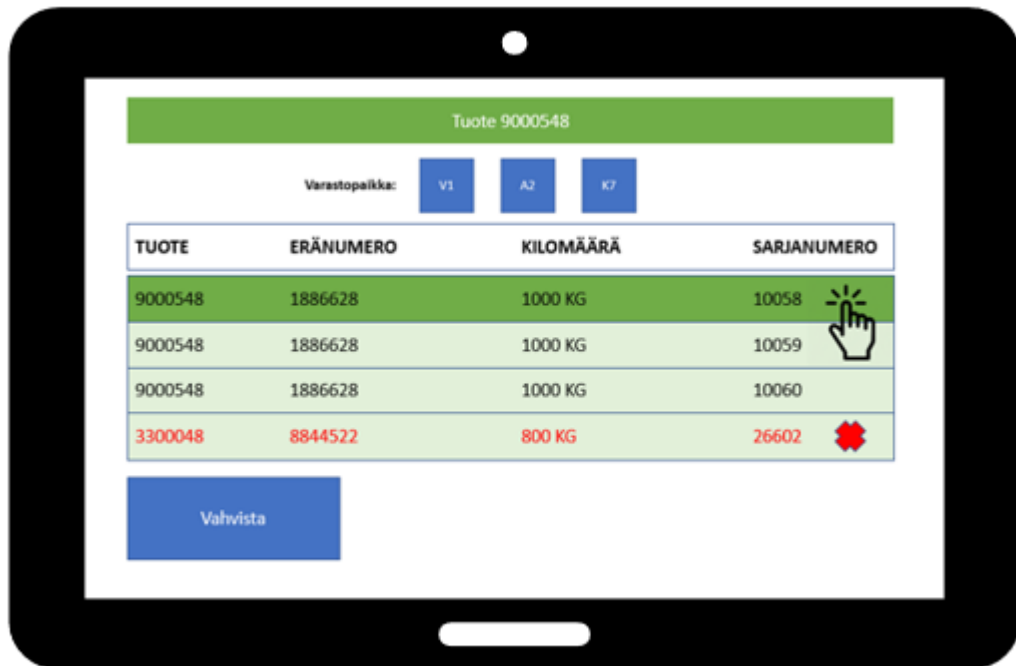 Tuote 9000548
Varastopaikka: V1 A2 K7
TUOTE ERÄNUMERO KILOMÄÄRÄ SARJANUMERO
9000548 1886628 1000 KG 10058
9000548 1886628 1000 KG 10059
9000548 1886628 1000 KG 10060
3300048 8844522 800 KG 26602
Vahvista